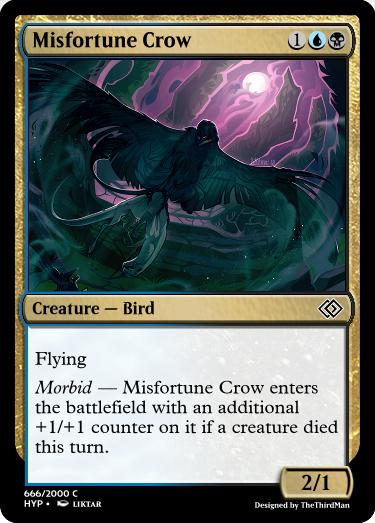 Misfortune Crow 1
Creature — Bird
Flying
Morbid — Misfortune Crow enters
the battlefield with an additional
+1/+1 counter on it if a creature died
this turn.
2/1
666/2000 C
HYP • LIKTAR
Designed by TheThirdMan